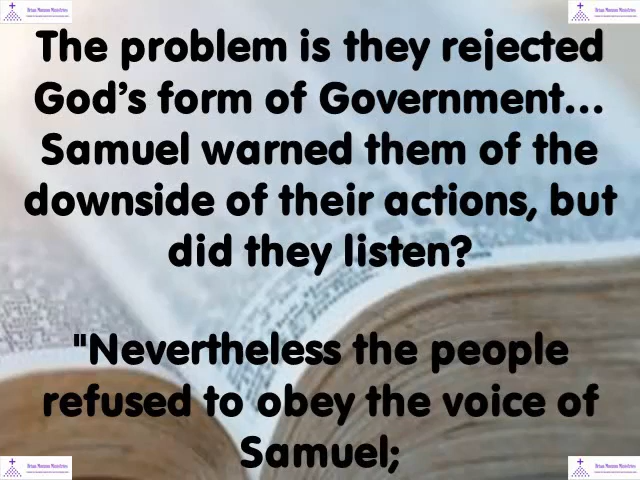 The problem is they rejected
God's form of Government...
Samuel warned them of the
downside of their actions, but
did they listen?
"Nevertheless the people
refused to obey the voice of
Samuel;